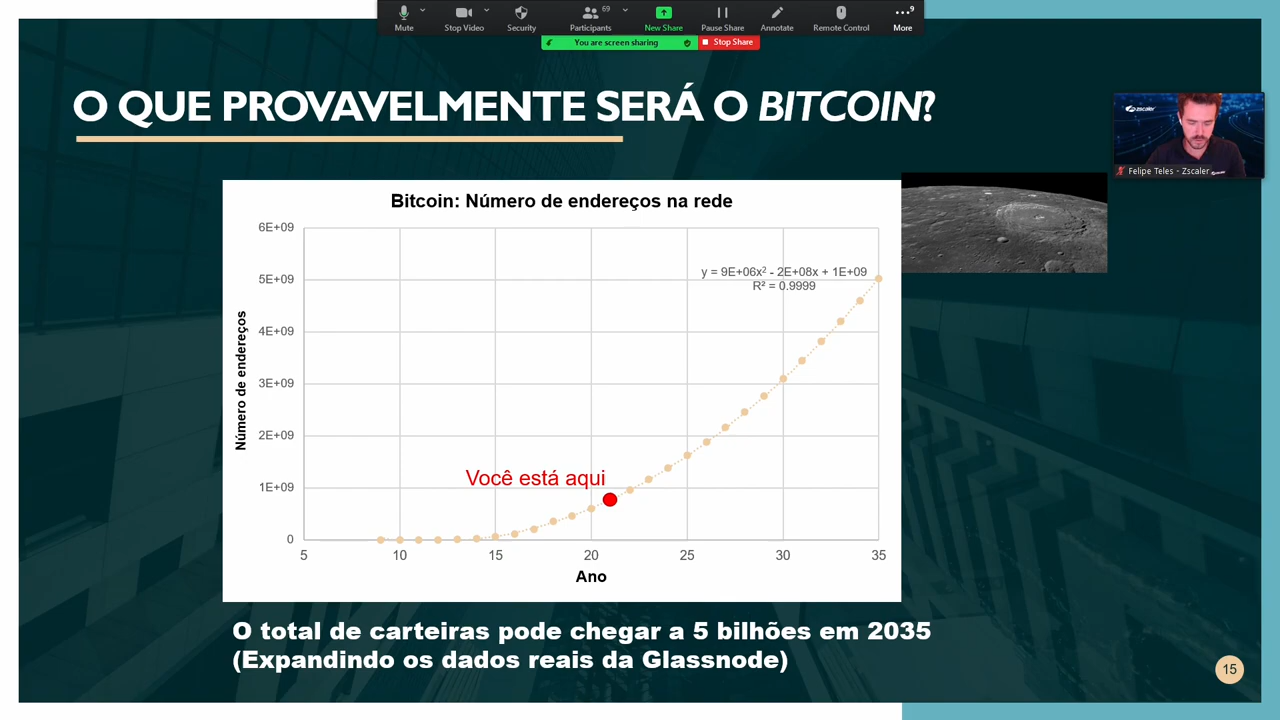 69
9
Mute
Stop Video
Security
Participants
New Share
Pause Share
Annotate
Remote Control
More
You are screen sharing
Stop Share
O QUE PROVAVELMENTE SERÁ O BITCOIN?
zscaler
Felipe Teles - Zscaler
Bitcoin: Número de endereços na rede
6E+09
5E+09
4E+09
3E+09
2E+09
1E+09
0
Número de endereços
y = 9E+06x² - 2E+08x + 1E+09
R² = 0.9999
Você está aqui
5
10
15
20
25
30
35
Ano
O total de carteiras pode chegar a 5 bilhões em 2035
(Expandindo os dados reais da Glassnode)
15